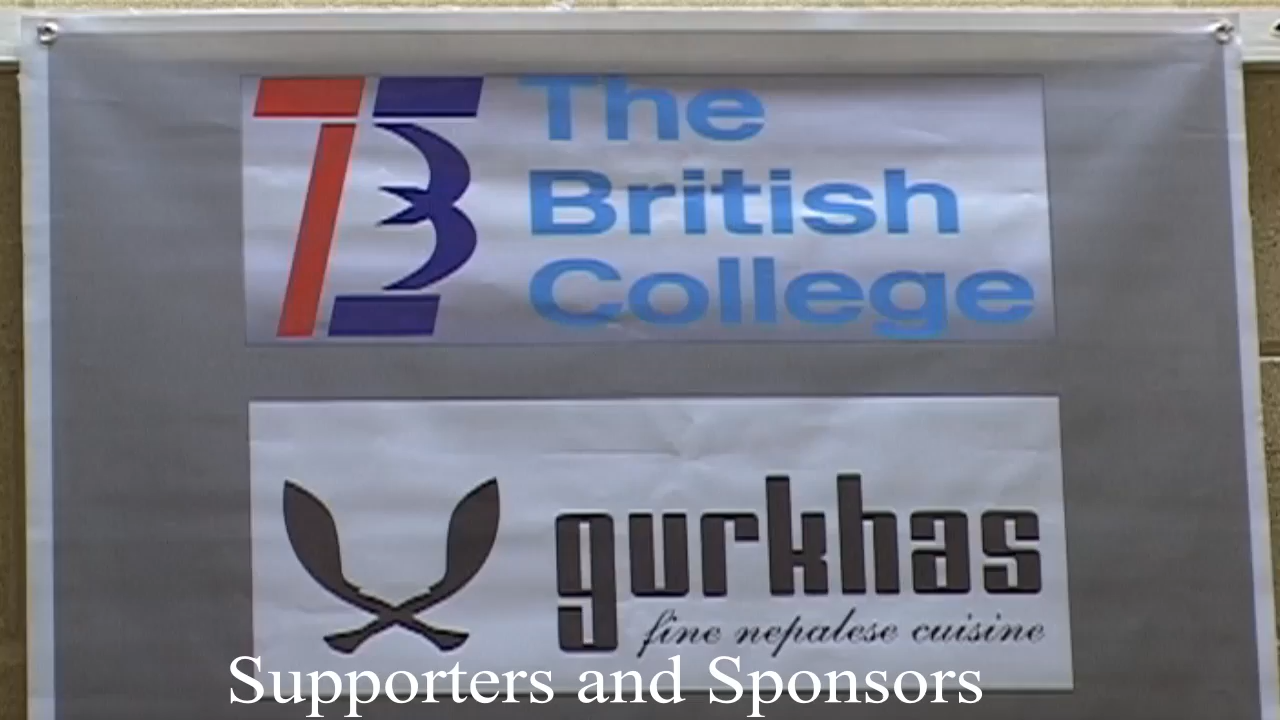 The
British
College
gurkhas
fine nepalese cuisine
Supporters and Sponsors